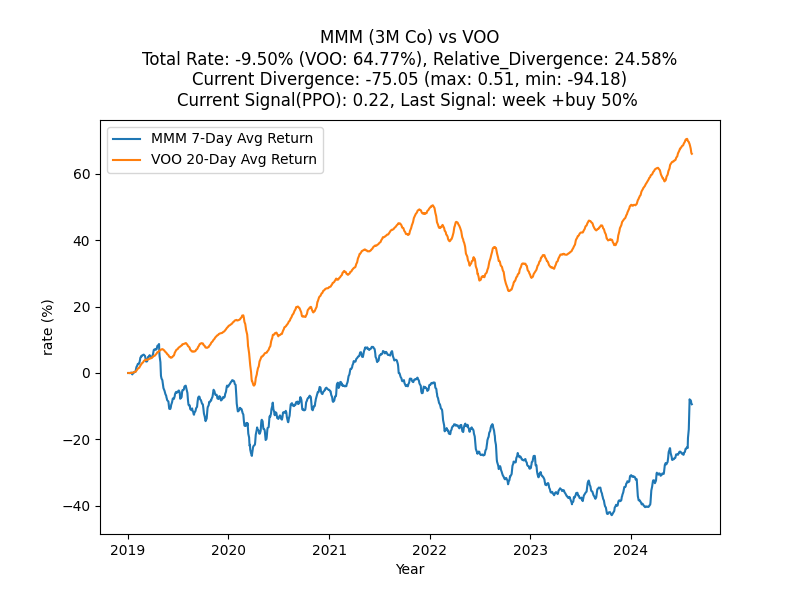 MMM (3M Co) vs VOO
Total Rate: -9.50% (VOO: 64.77%), Relative_Divergence: 24.58%
Current Divergence: -75.05 (max: 0.51, min: -94.18)
Current Signal(PPO): 0.22, Last Signal: week +buy 50%
MMM 7-Day Avg Return
VOO 20-Day Avg Return
rate (%)
60
40
20
0
−20
−40
2019 2020 2021 2022 2023 2024
Year